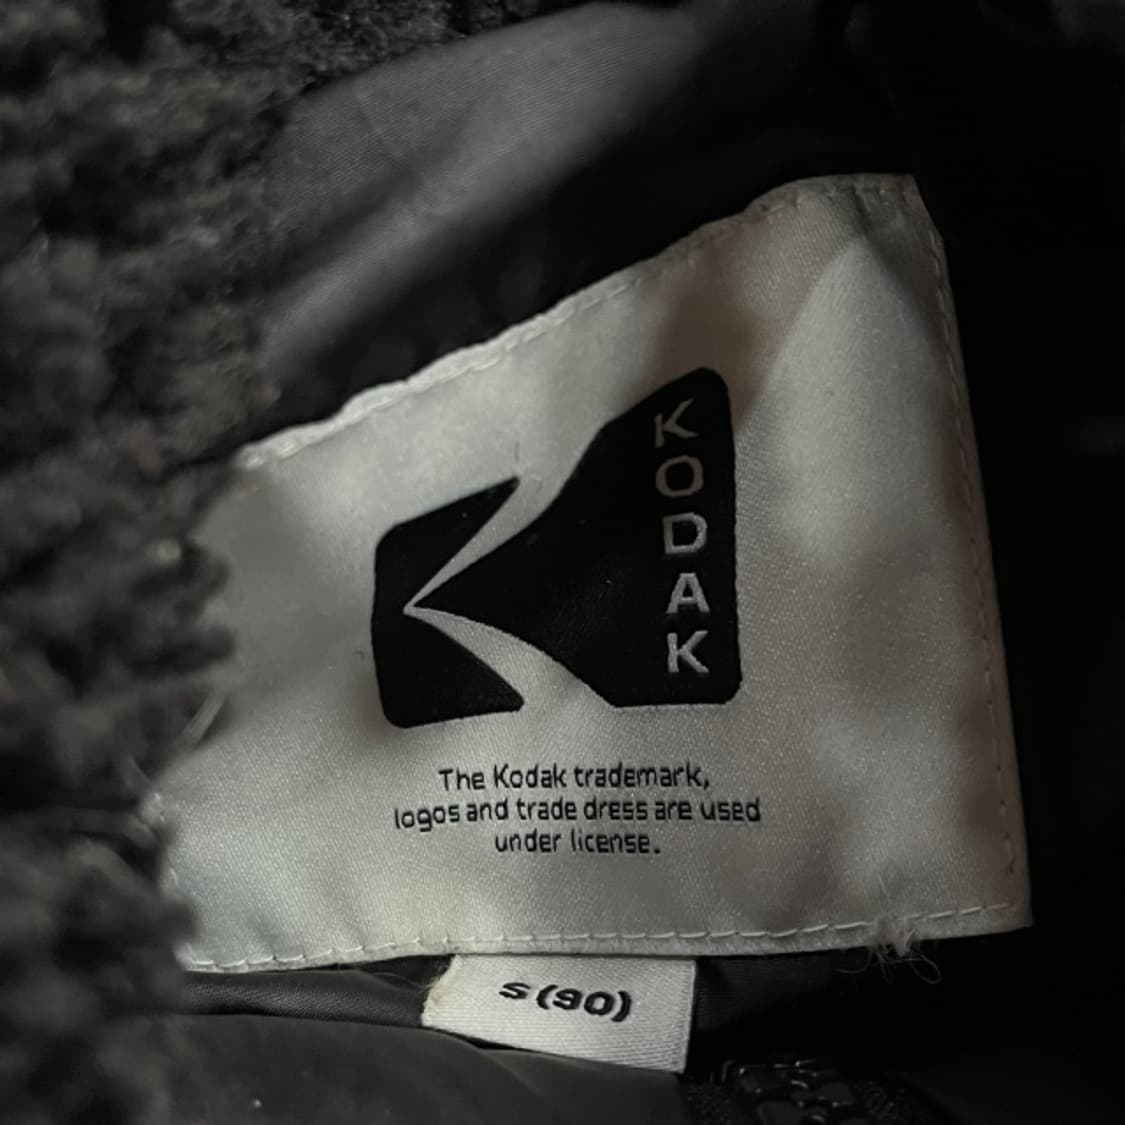 KODAK
The Kodak trademark,
logos and trade dress are used
under license.
S (90)